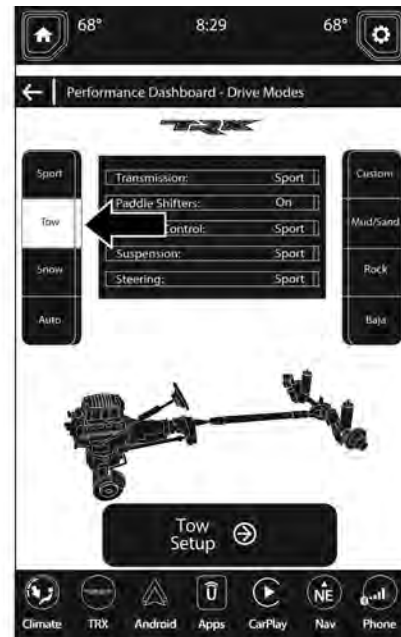 68° 8:29 68°
Performance Dashboard - Drive Modes
TRX
Sport
Tow
Snow
Auto
Transmission: Sport
Paddle Shifters: On
Control: Sport
Suspension: Sport
Steering: Sport
Custom
Mud/Sand
Rock
Baja
Tow
Setup
NE
Climate TRX Android Apps CarPlay Nav Phone